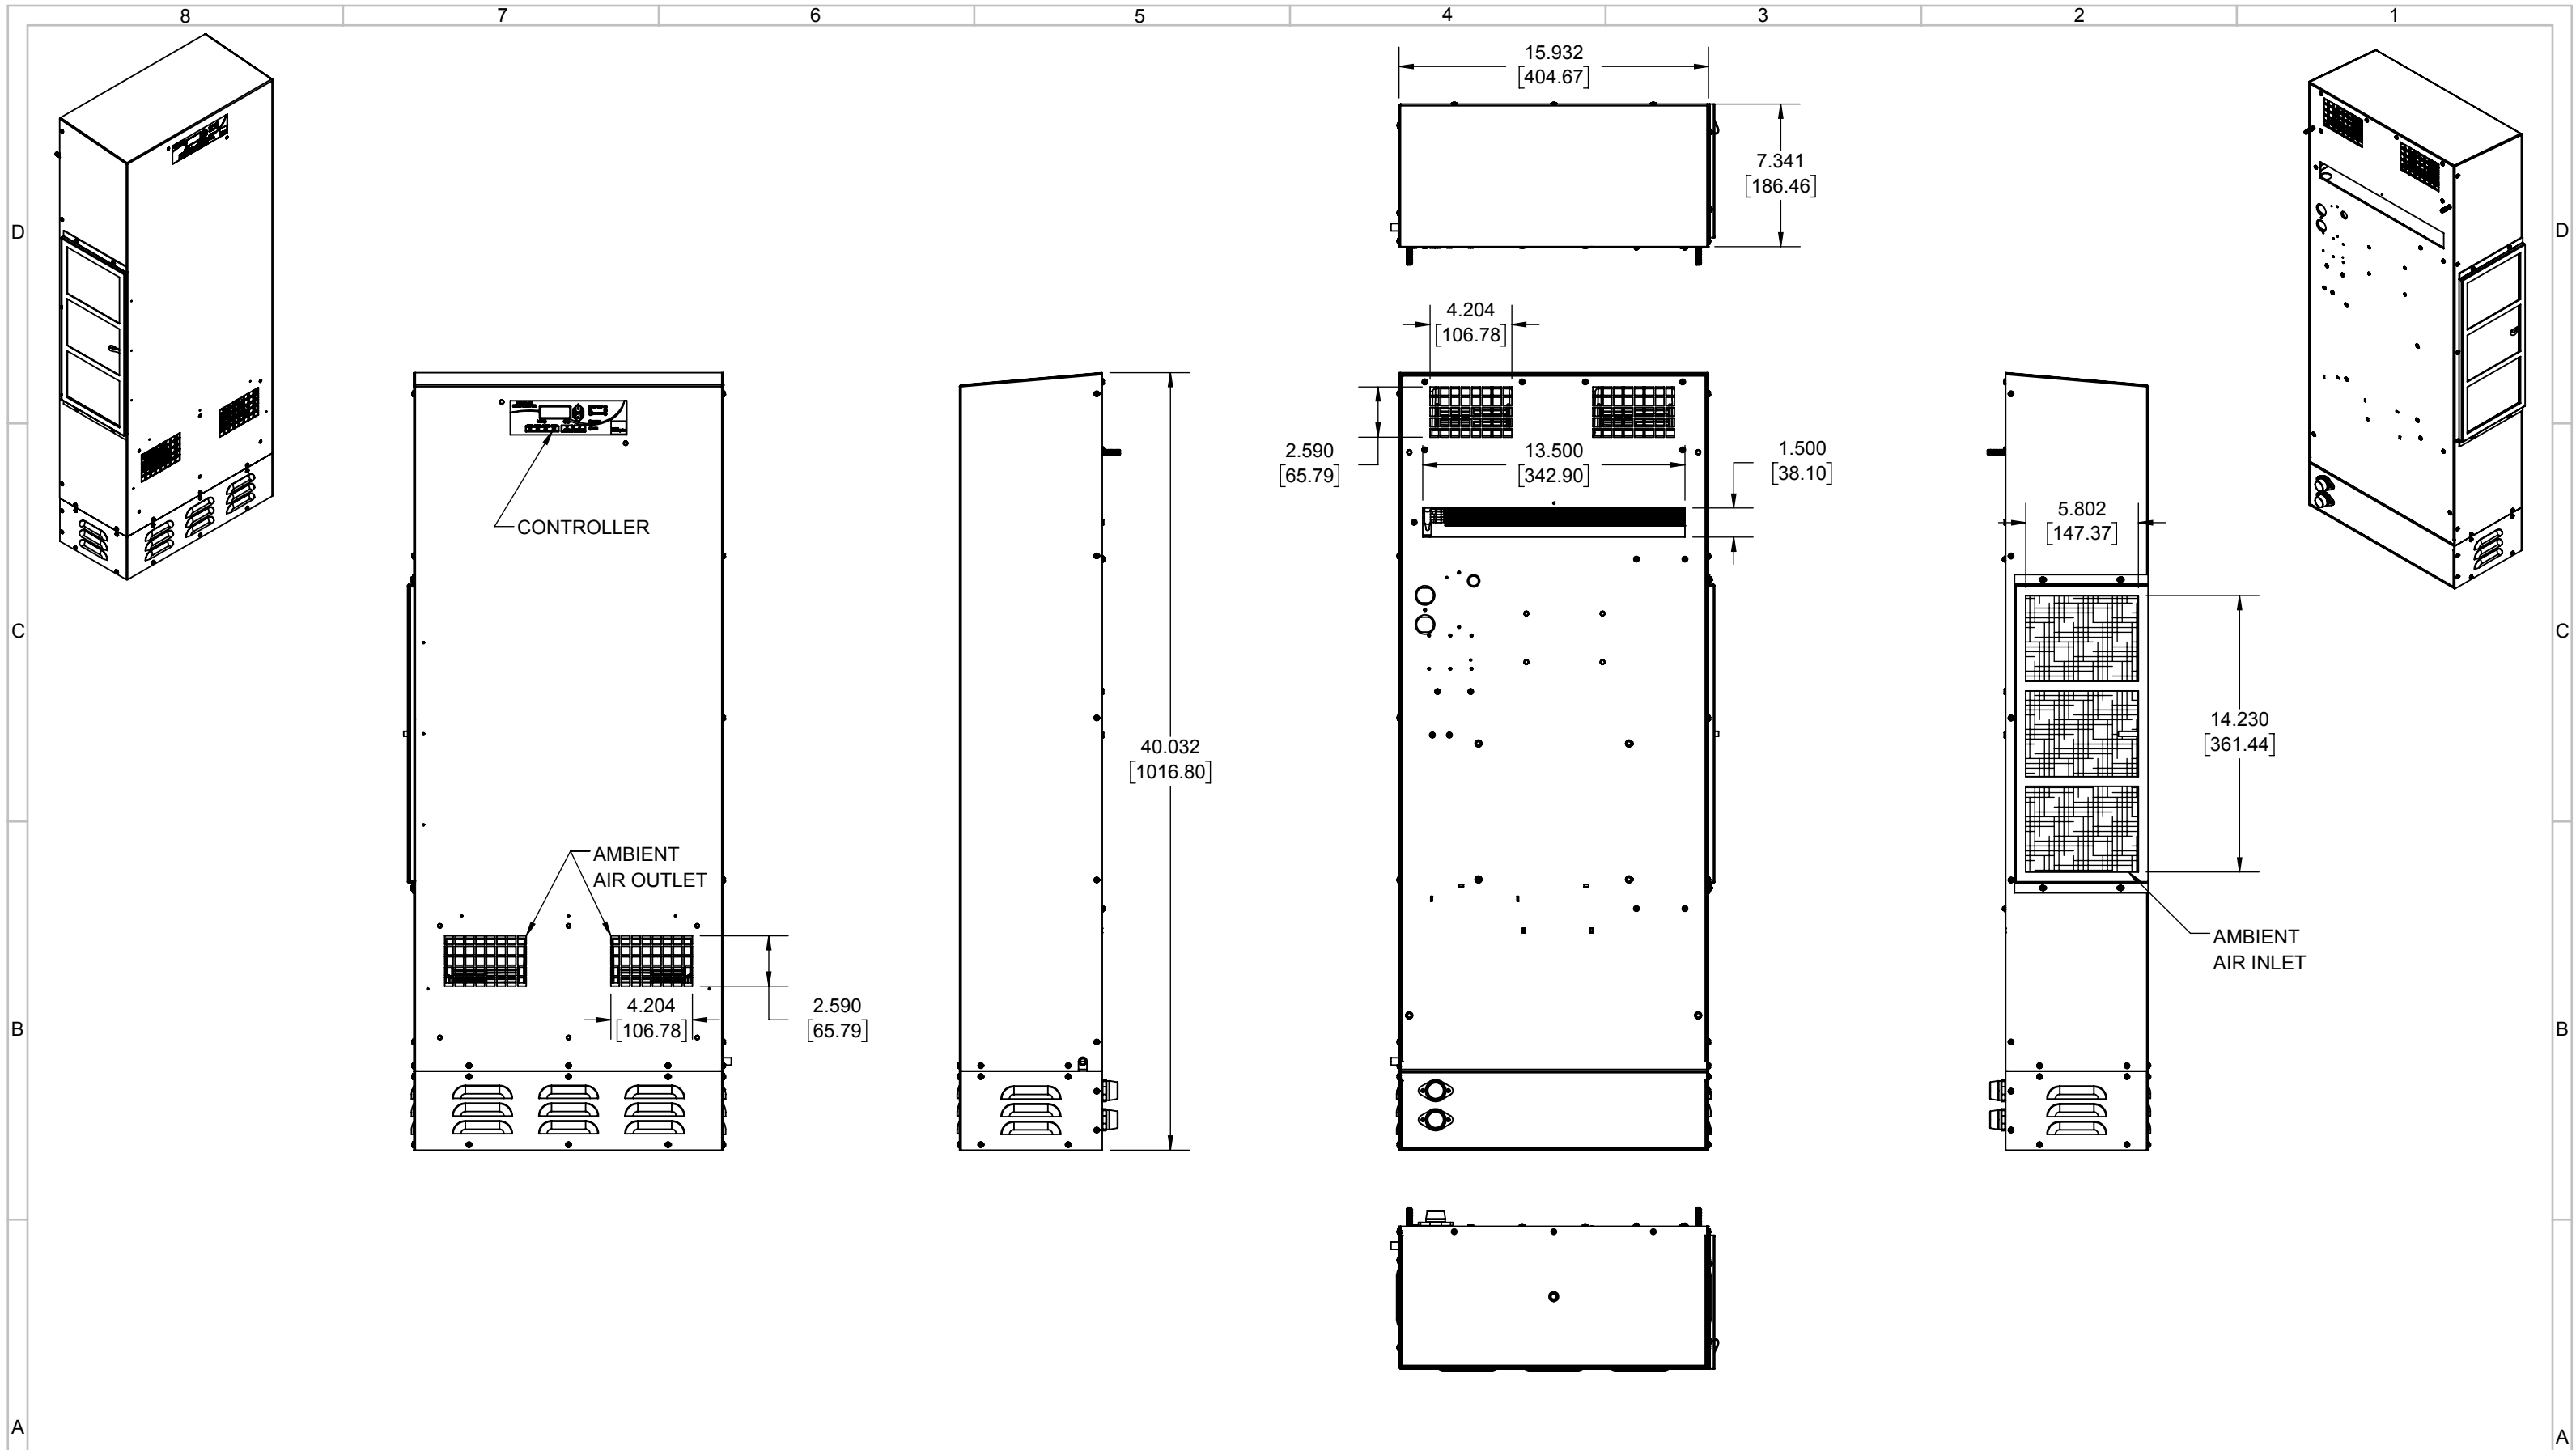 8 7 6 5 4 3 2 1
15.932
[404.67]
7.341
[186.46]
D D
4.204
[106.78]
2.590
[65.79]
13.500
[342.90]
1.500
[38.10]
CONTROLLER
5.802
[147.37]
C C
40.032
[1016.80]
14.230
[361.44]
AMBIENT
AIR OUTLET
AMBIENT
AIR INLET
4.204
[106.78]
2.590
[65.79]
B B
A A